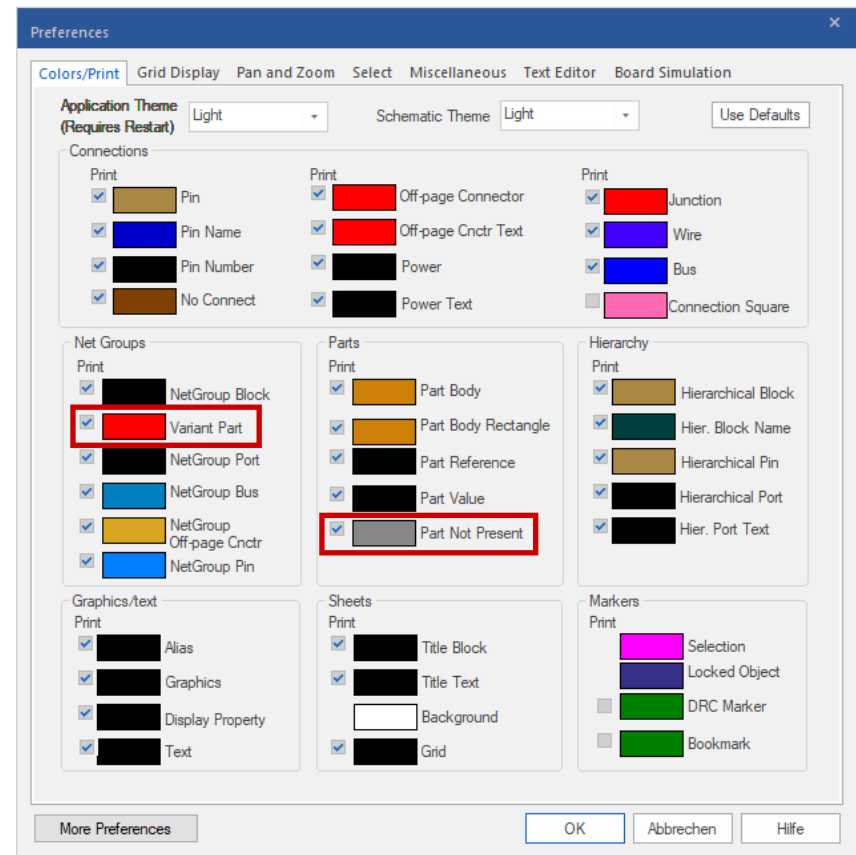 Preferences
Colors/Print Grid Display Pan and Zoom Select Miscellaneous Text Editor Board Simulation
Application Theme
(Requires Restart)
Light
Schematic Theme
Light
Use Defaults
Connections
Print
Pin
Pin Name
Pin Number
No Connect
Print
Off-page Connector
Off-page Cnctr Text
Power
Power Text
Print
Junction
Wire
Bus
Connection Square
Net Groups
Print
NetGroup Block
Variant Part
NetGroup Port
NetGroup Bus
NetGroup
Off-page Cnctr
NetGroup Pin
Parts
Print
Part Body
Part Body Rectangle
Part Reference
Part Value
Part Not Present
Hierarchy
Print
Hierarchical Block
Hier. Block Name
Hierarchical Pin
Hierarchical Port
Hier. Port Text
Graphics/text
Print
Alias
Graphics
Display Property
Text
Sheets
Print
Title Block
Title Text
Background
Grid
Markers
Print
Selection
Locked Object
DRC Marker
Bookmark
More Preferences
OK
Abbrechen
Hilfe